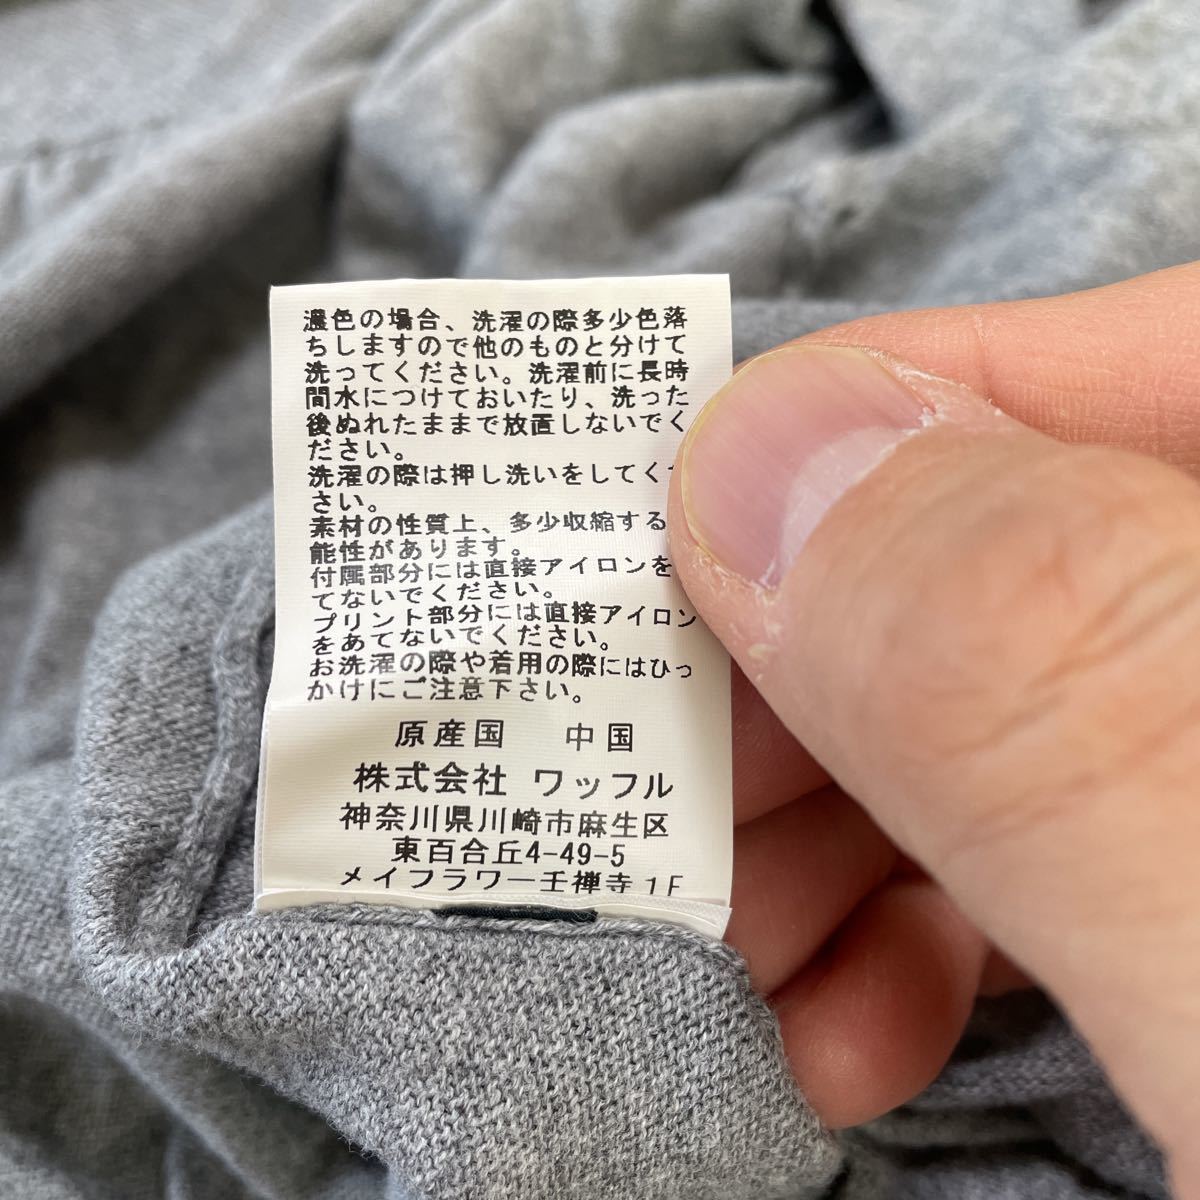 濃色の場合、洗濯の際多少色落
ちしますので他のものと分けて
洗ってください。洗濯前に長時
間水につけておいたり、洗った
後ぬれたままで放置しないでく
ださい。
洗濯の際は押し洗いをしてく
さい。
素材の性質上、多少収縮する
能性があります。
付属部分には直接アイロンを
てないでください。
プリント部分には直接アイロン
をあてないでください。
お洗濯の際や着用の際にはひっ
かけにご注意下さい。
原産国 中国
株式会社 ワッフル
神奈川県川崎市麻生区
東百合丘4-49-5
メイフラワー王禅寺1F